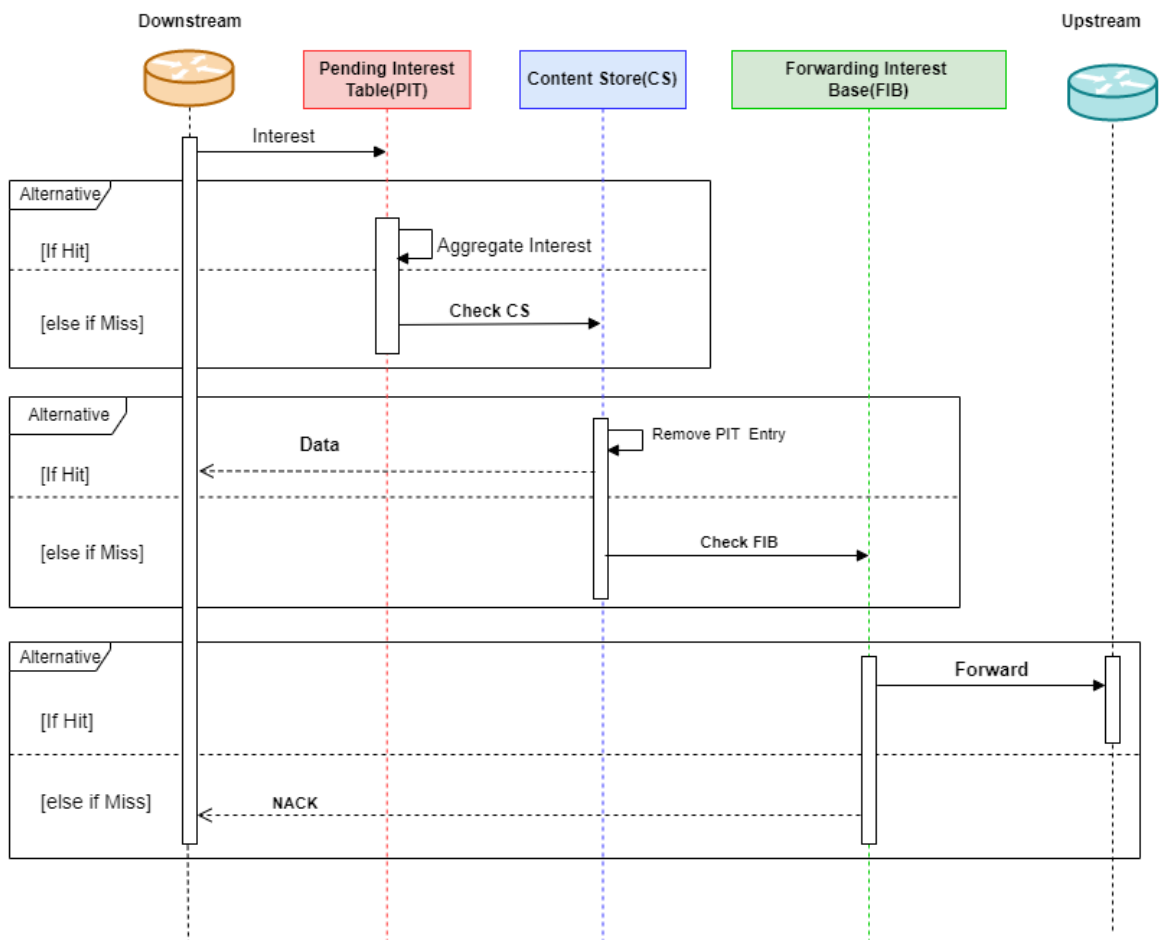 Downstream
Upstream
Pending Interest
Table(PIT)
Content Store(CS)
Forwarding Interest
Base(FIB)
Interest
Alternative
[If Hit]
Aggregate Interest
[else if Miss]
Check CS
Alternative
Remove PIT Entry
Data
[If Hit]
[else if Miss]
Check FIB
Alternative
Forward
[If Hit]
[else if Miss]
NACK